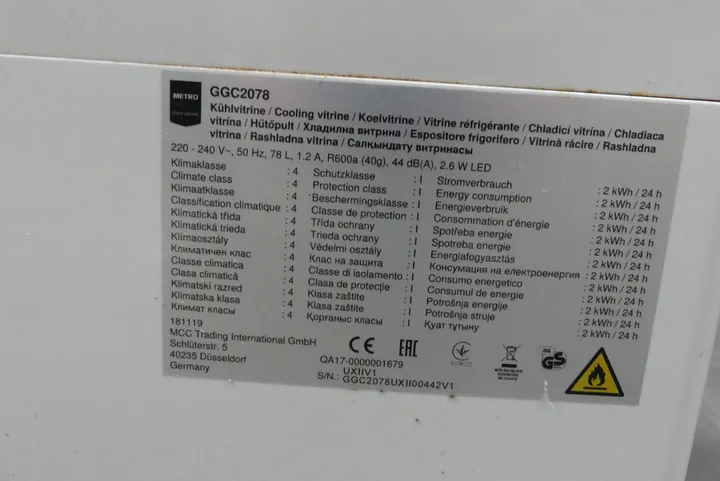 METRO
PROFESSIONAL
GGC2078
Kühlvitrine / Cooling vitrine / Koelvitrine / Vitrine réfrigérante / Chladicí vitrína / Chladiaca
vitrína / Hűtőpult / Хладилна витрина / Espositore frigorifero / Vitrină răcire / Rashladna
vitrina / Rashladna vitrina / Салқындату витринасы
220 - 240 V~, 50 Hz, 78 L, 1.2 A, R600a (40g), 44 dB(A), 2.6 W LED
Klimaklasse : 4 Schutzklasse : I Stromverbrauch : 2 kWh / 24 h
Climate class : 4 Protection class : I Energy consumption : 2 kWh / 24 h
Klimaatklasse : 4 Beschermingsklasse : I Energieverbruik : 2 kWh / 24 h
Classification climatique : 4 Classe de protection : I Consommation d'énergie : 2 kWh / 24 h
Klimatická třída : 4 Třída ochrany : I Spotřeba energie : 2 kWh / 24 h
Klimatická trieda : 4 Trieda ochrany : I Spotreba energie : 2 kWh / 24 h
Klímaosztály : 4 Védelmi osztály : I Energiafogyasztás : 2 kWh / 24 h
Климатичен клас : 4 Клас на защита : I Консумация на електроенергия : 2 kWh / 24 h
Classe climatica : 4 Classe di isolamento : I Consumo energetico : 2 kWh / 24 h
Clasa climatică : 4 Clasa de protecţie : I Consumul de energie : 2 kWh / 24 h
Klimatski razred : 4 Klasa zaštite : I Potrošnja energije : 2 kWh / 24 h
Klimatska klasa : 4 Klasa zaštite : I Potrošnja struje : 2 kWh / 24 h
Климат класы : 4 Қорғаныс класы : I Қуат тұтыну : 2 kWh / 24 h
181119
MCC Trading International GmbH
Schlüterstr. 5
40235 Düsseldorf
Germany
CE EAC
QA17-0000001679
UXIIV1
S/N.: GGC2078UXII00442V1
GS